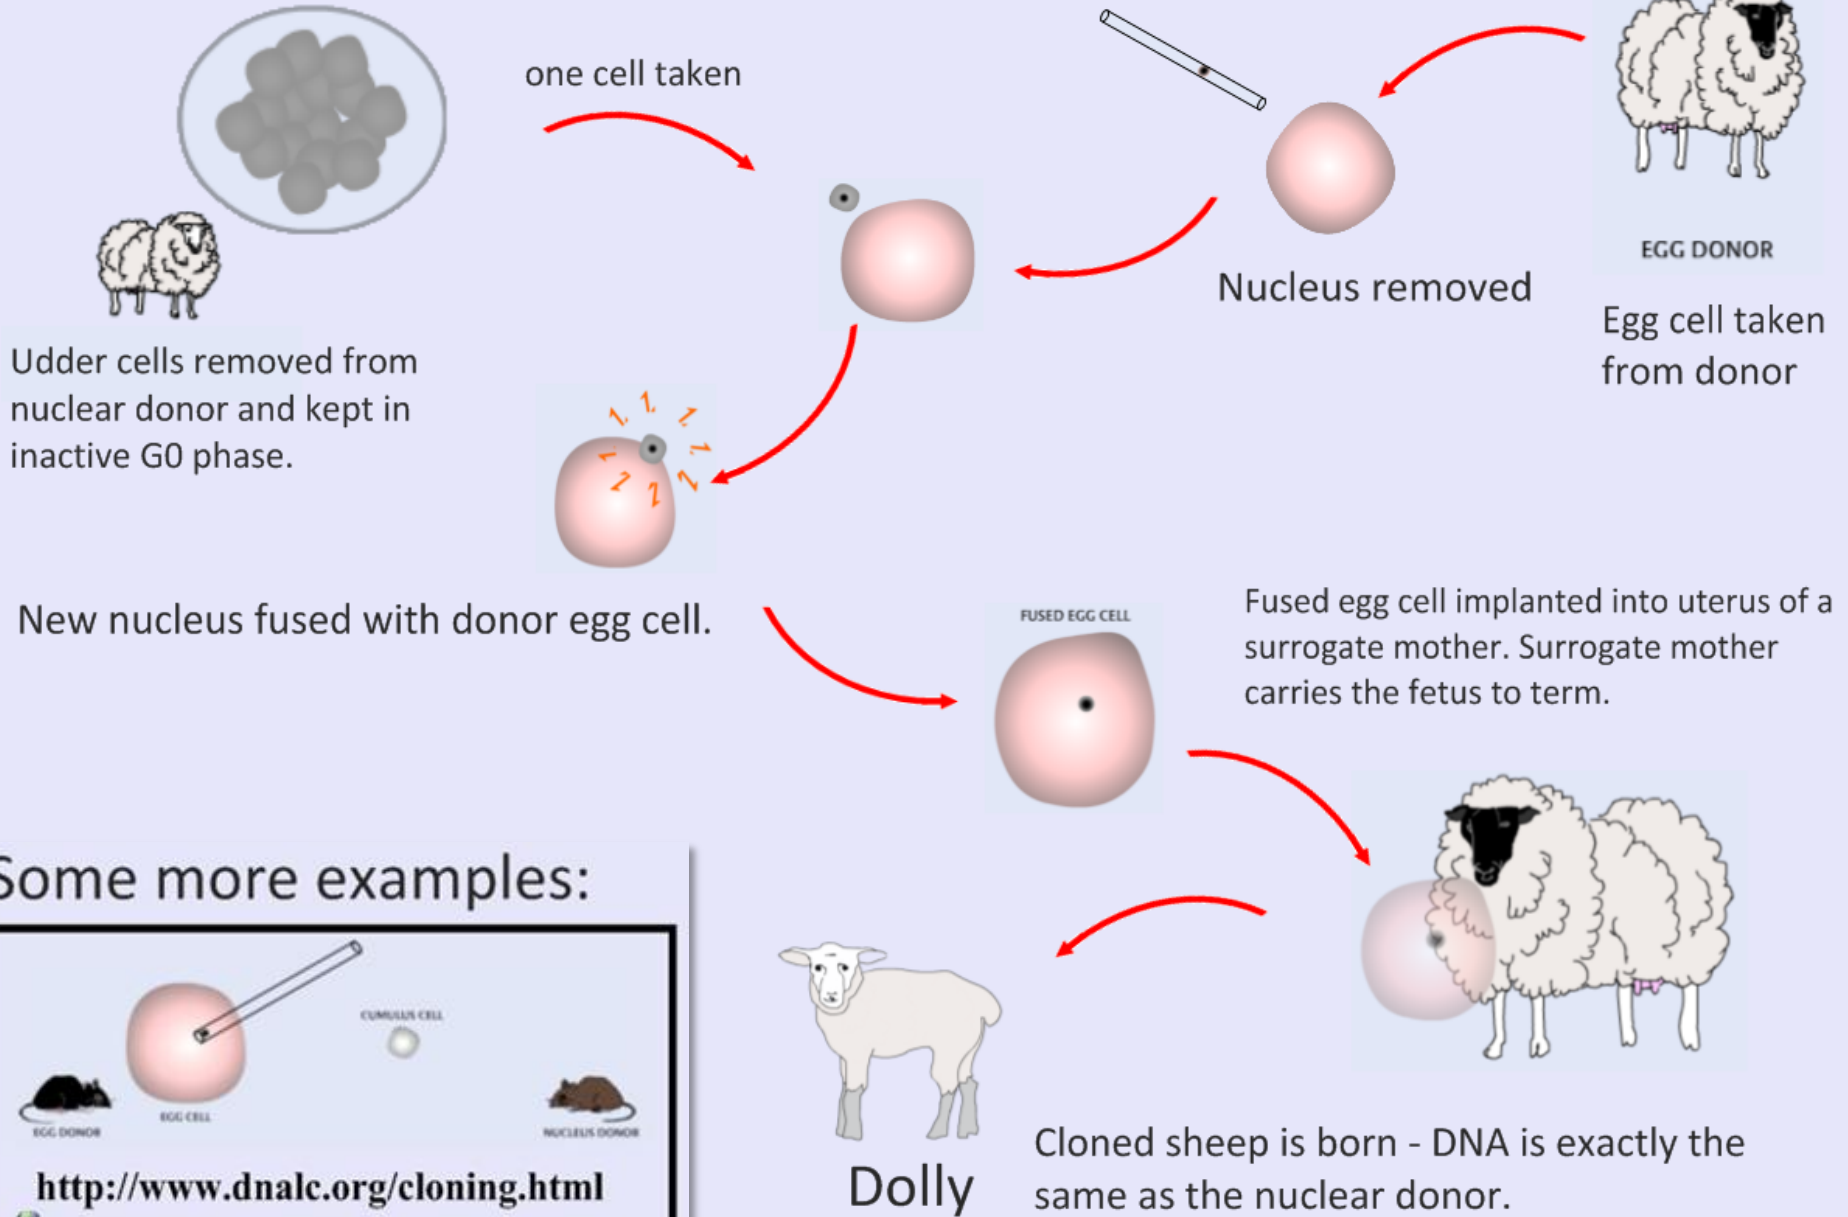 one cell taken
EGG DONOR
Nucleus removed
Egg cell taken
from donor
Udder cells removed from
nuclear donor and kept in
inactive G0 phase.
New nucleus fused with donor egg cell.
FUSED EGG CELL
Fused egg cell implanted into uterus of a
surrogate mother. Surrogate mother
carries the fetus to term.
Some more examples:
CUMULUS CELL
EGG CELL
EGG DONOR
NUCLEUS DONOR
http://www.dnalc.org/cloning.html
Dolly
Cloned sheep is born - DNA is exactly the
same as the nuclear donor.